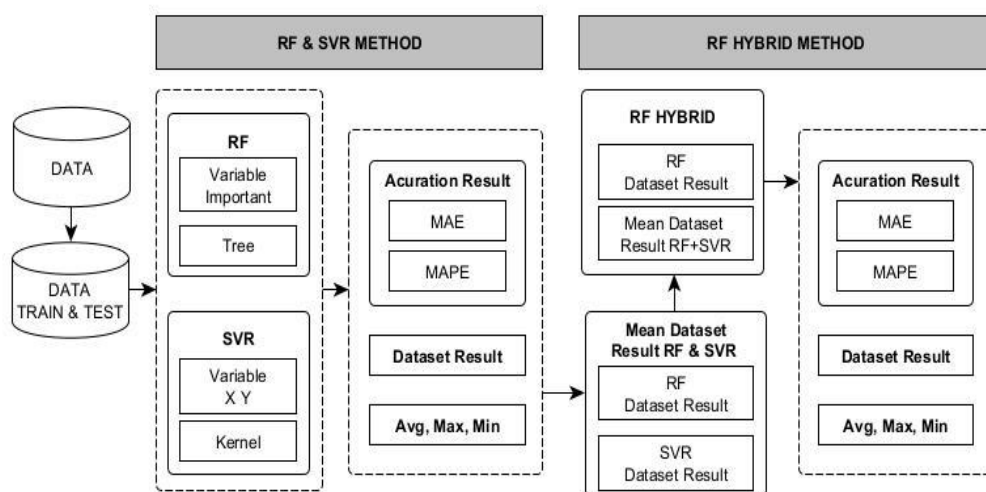 RF & SVR METHOD
RF HYBRID METHOD
DATA
DATA
TRAIN & TEST
RF
Variable
Important
Tree
SVR
Variable
X Y
Kernel
Acuration Result
MAE
MAPE
Dataset Result
Avg, Max, Min
RF HYBRID
RF
Dataset Result
Mean Dataset
Result RF+SVR
Mean Dataset
Result RF & SVR
RF
Dataset Result
SVR
Dataset Result
Acuration Result
MAE
MAPE
Dataset Result
Avg, Max, Min